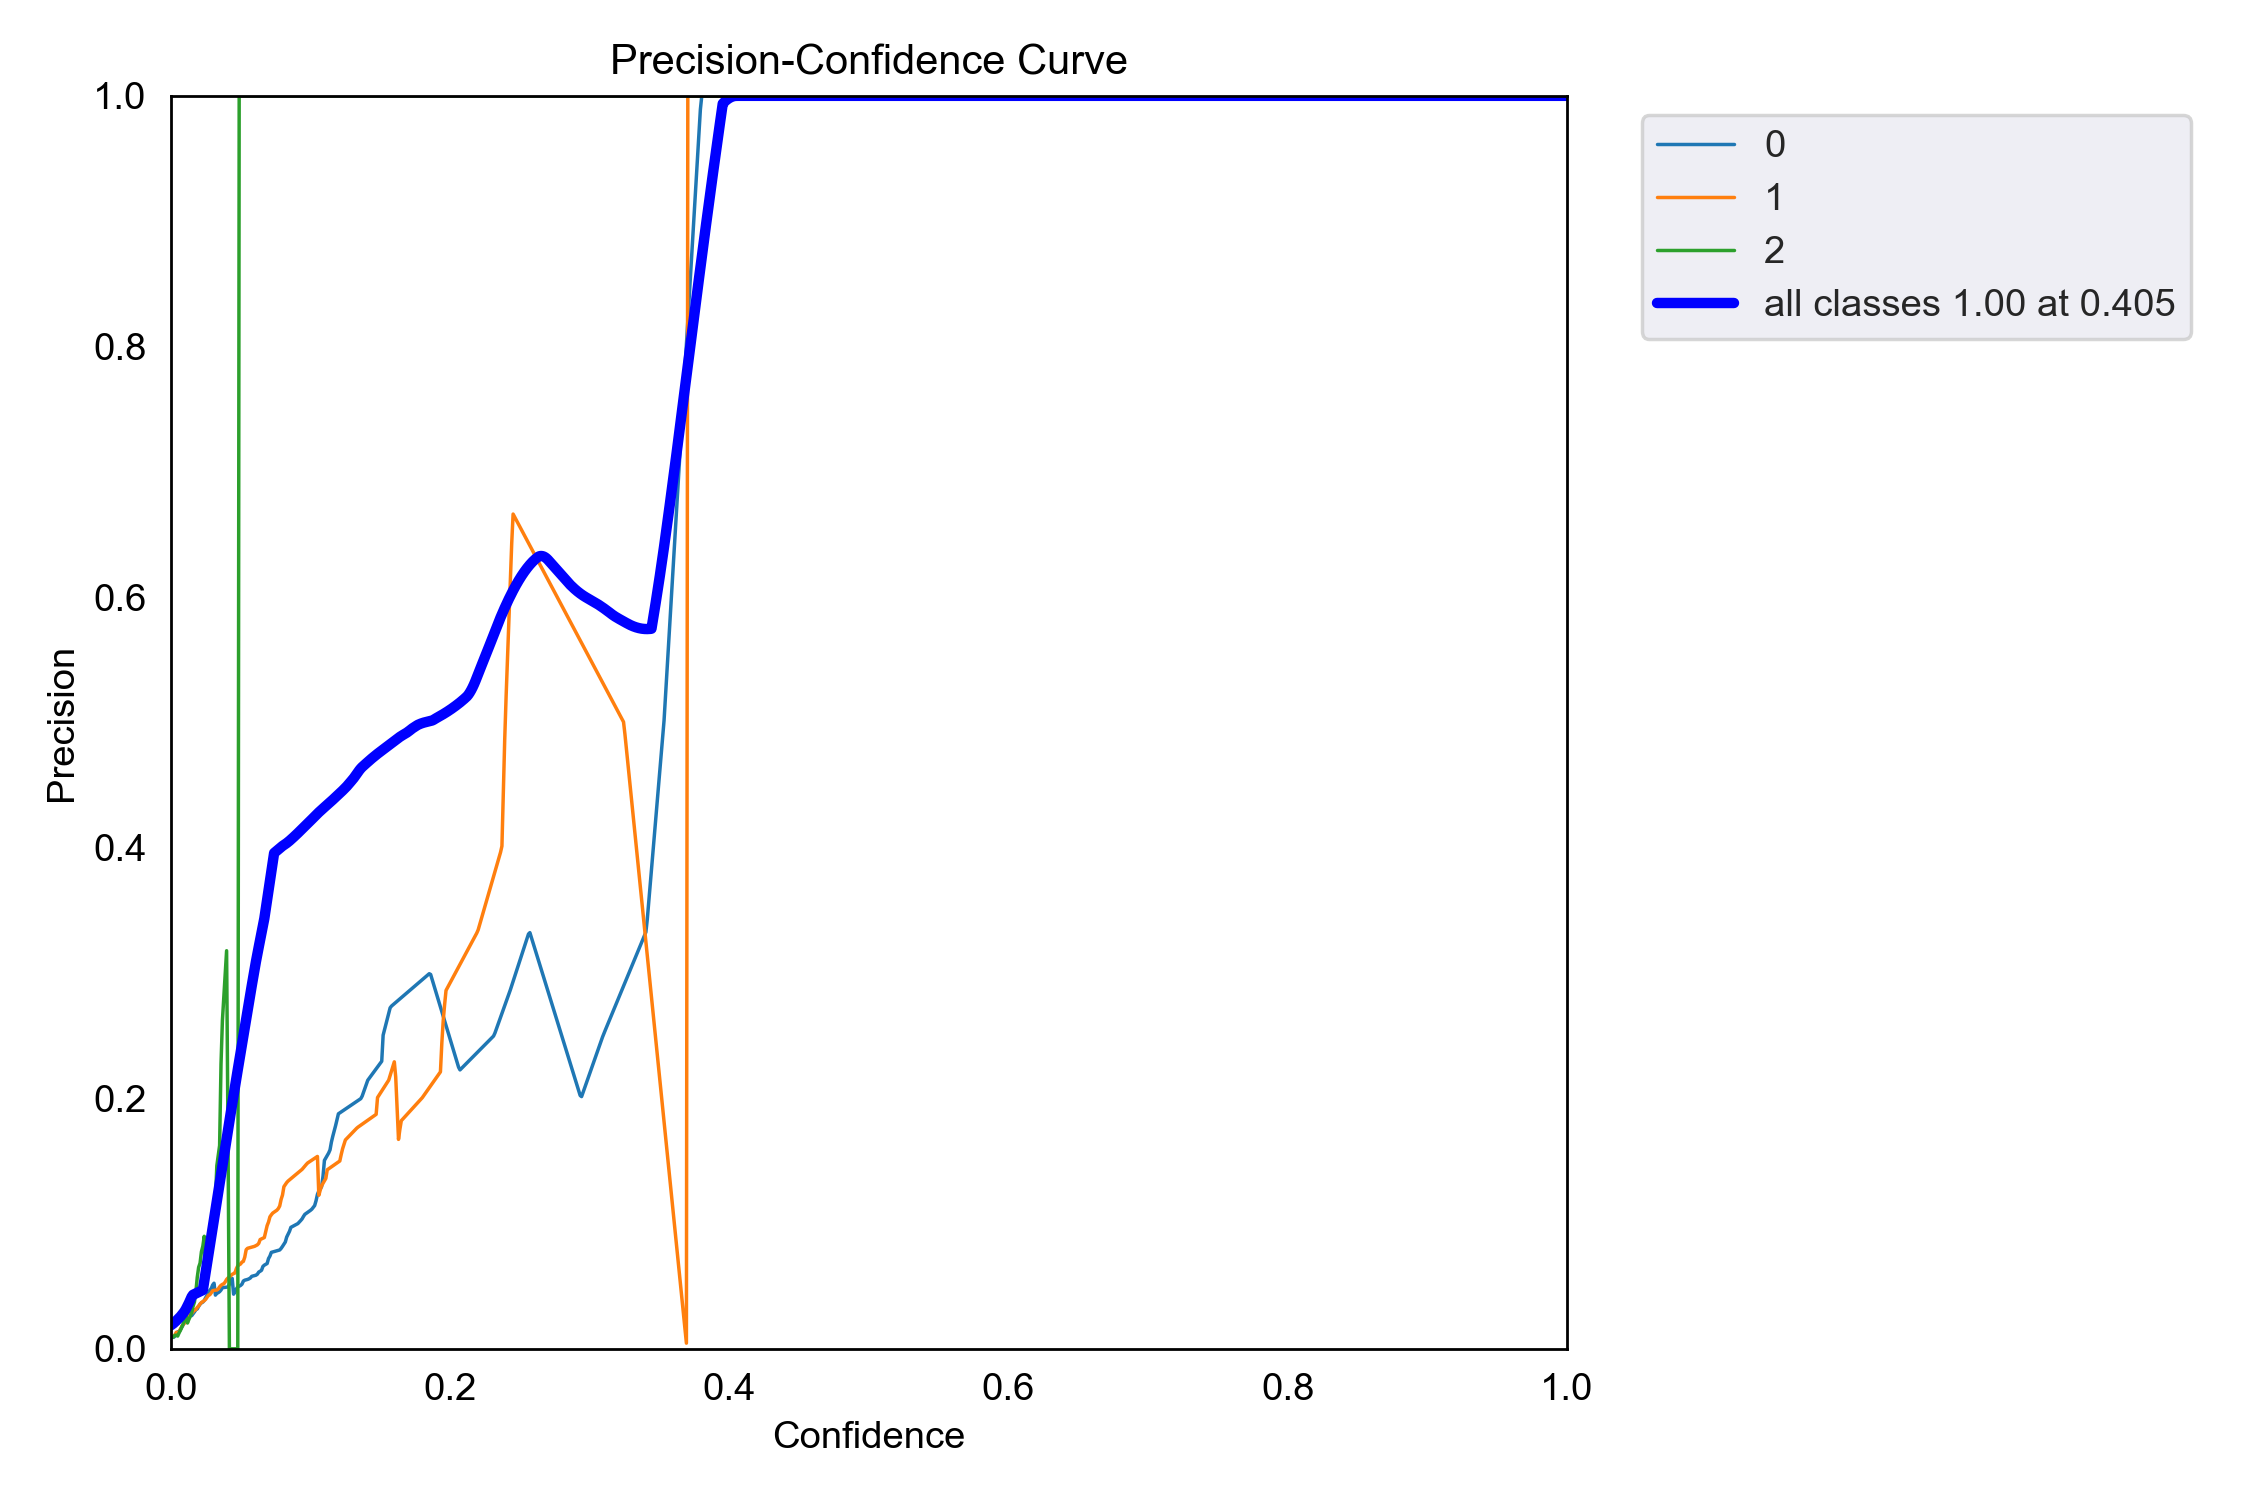 Precision-Confidence Curve
1.0
0.8
0.6
0.4
0.2
0.0
Precision
0.0 0.2 0.4 0.6 0.8 1.0
Confidence
0
1
2
all classes 1.00 at 0.405